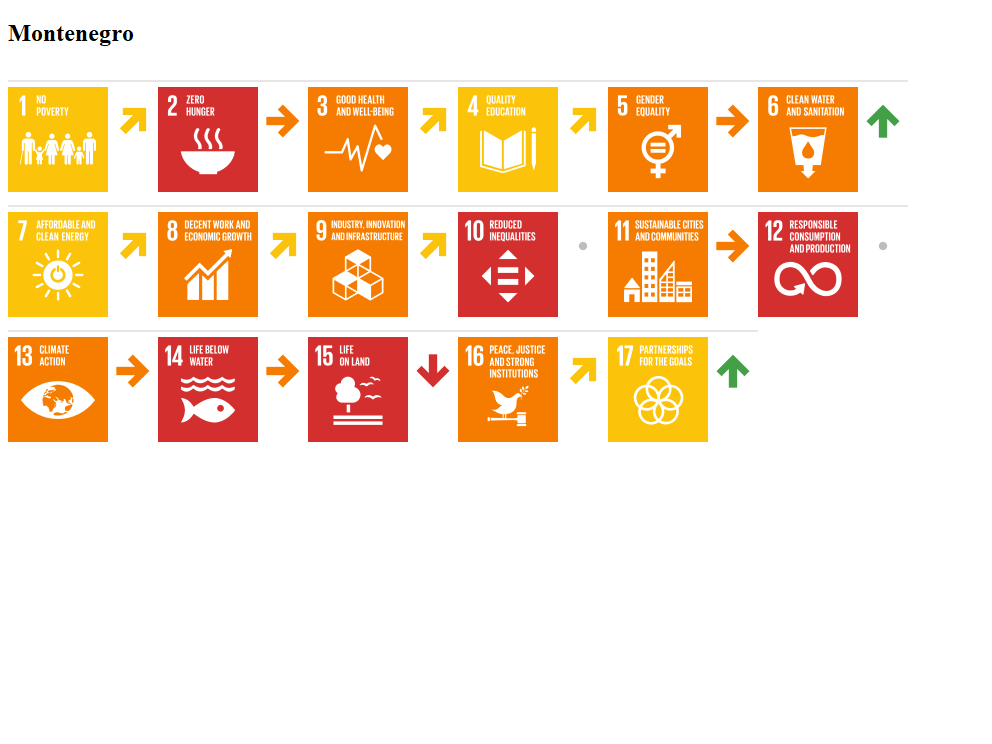 Montenegro
1 NO
POVERTY
2 ZERO
HUNGER
3 GOOD HEALTH
AND WELL-BEING
4 QUALITY
EDUCATION
5 GENDER
EQUALITY
6 CLEAN WATER
AND SANITATION
7 AFFORDABLE AND
CLEAN ENERGY
8 DECENT WORK AND
ECONOMIC GROWTH
9 INDUSTRY, INNOVATION
AND INFRASTRUCTURE
10 REDUCED
INEQUALITIES
11 SUSTAINABLE CITIES
AND COMMUNITIES
12 RESPONSIBLE
CONSUMPTION
AND PRODUCTION
13 CLIMATE
ACTION
14 LIFE BELOW
WATER
15 LIFE
ON LAND
16 PEACE, JUSTICE
AND STRONG
INSTITUTIONS
17 PARTNERSHIPS
FOR THE GOALS